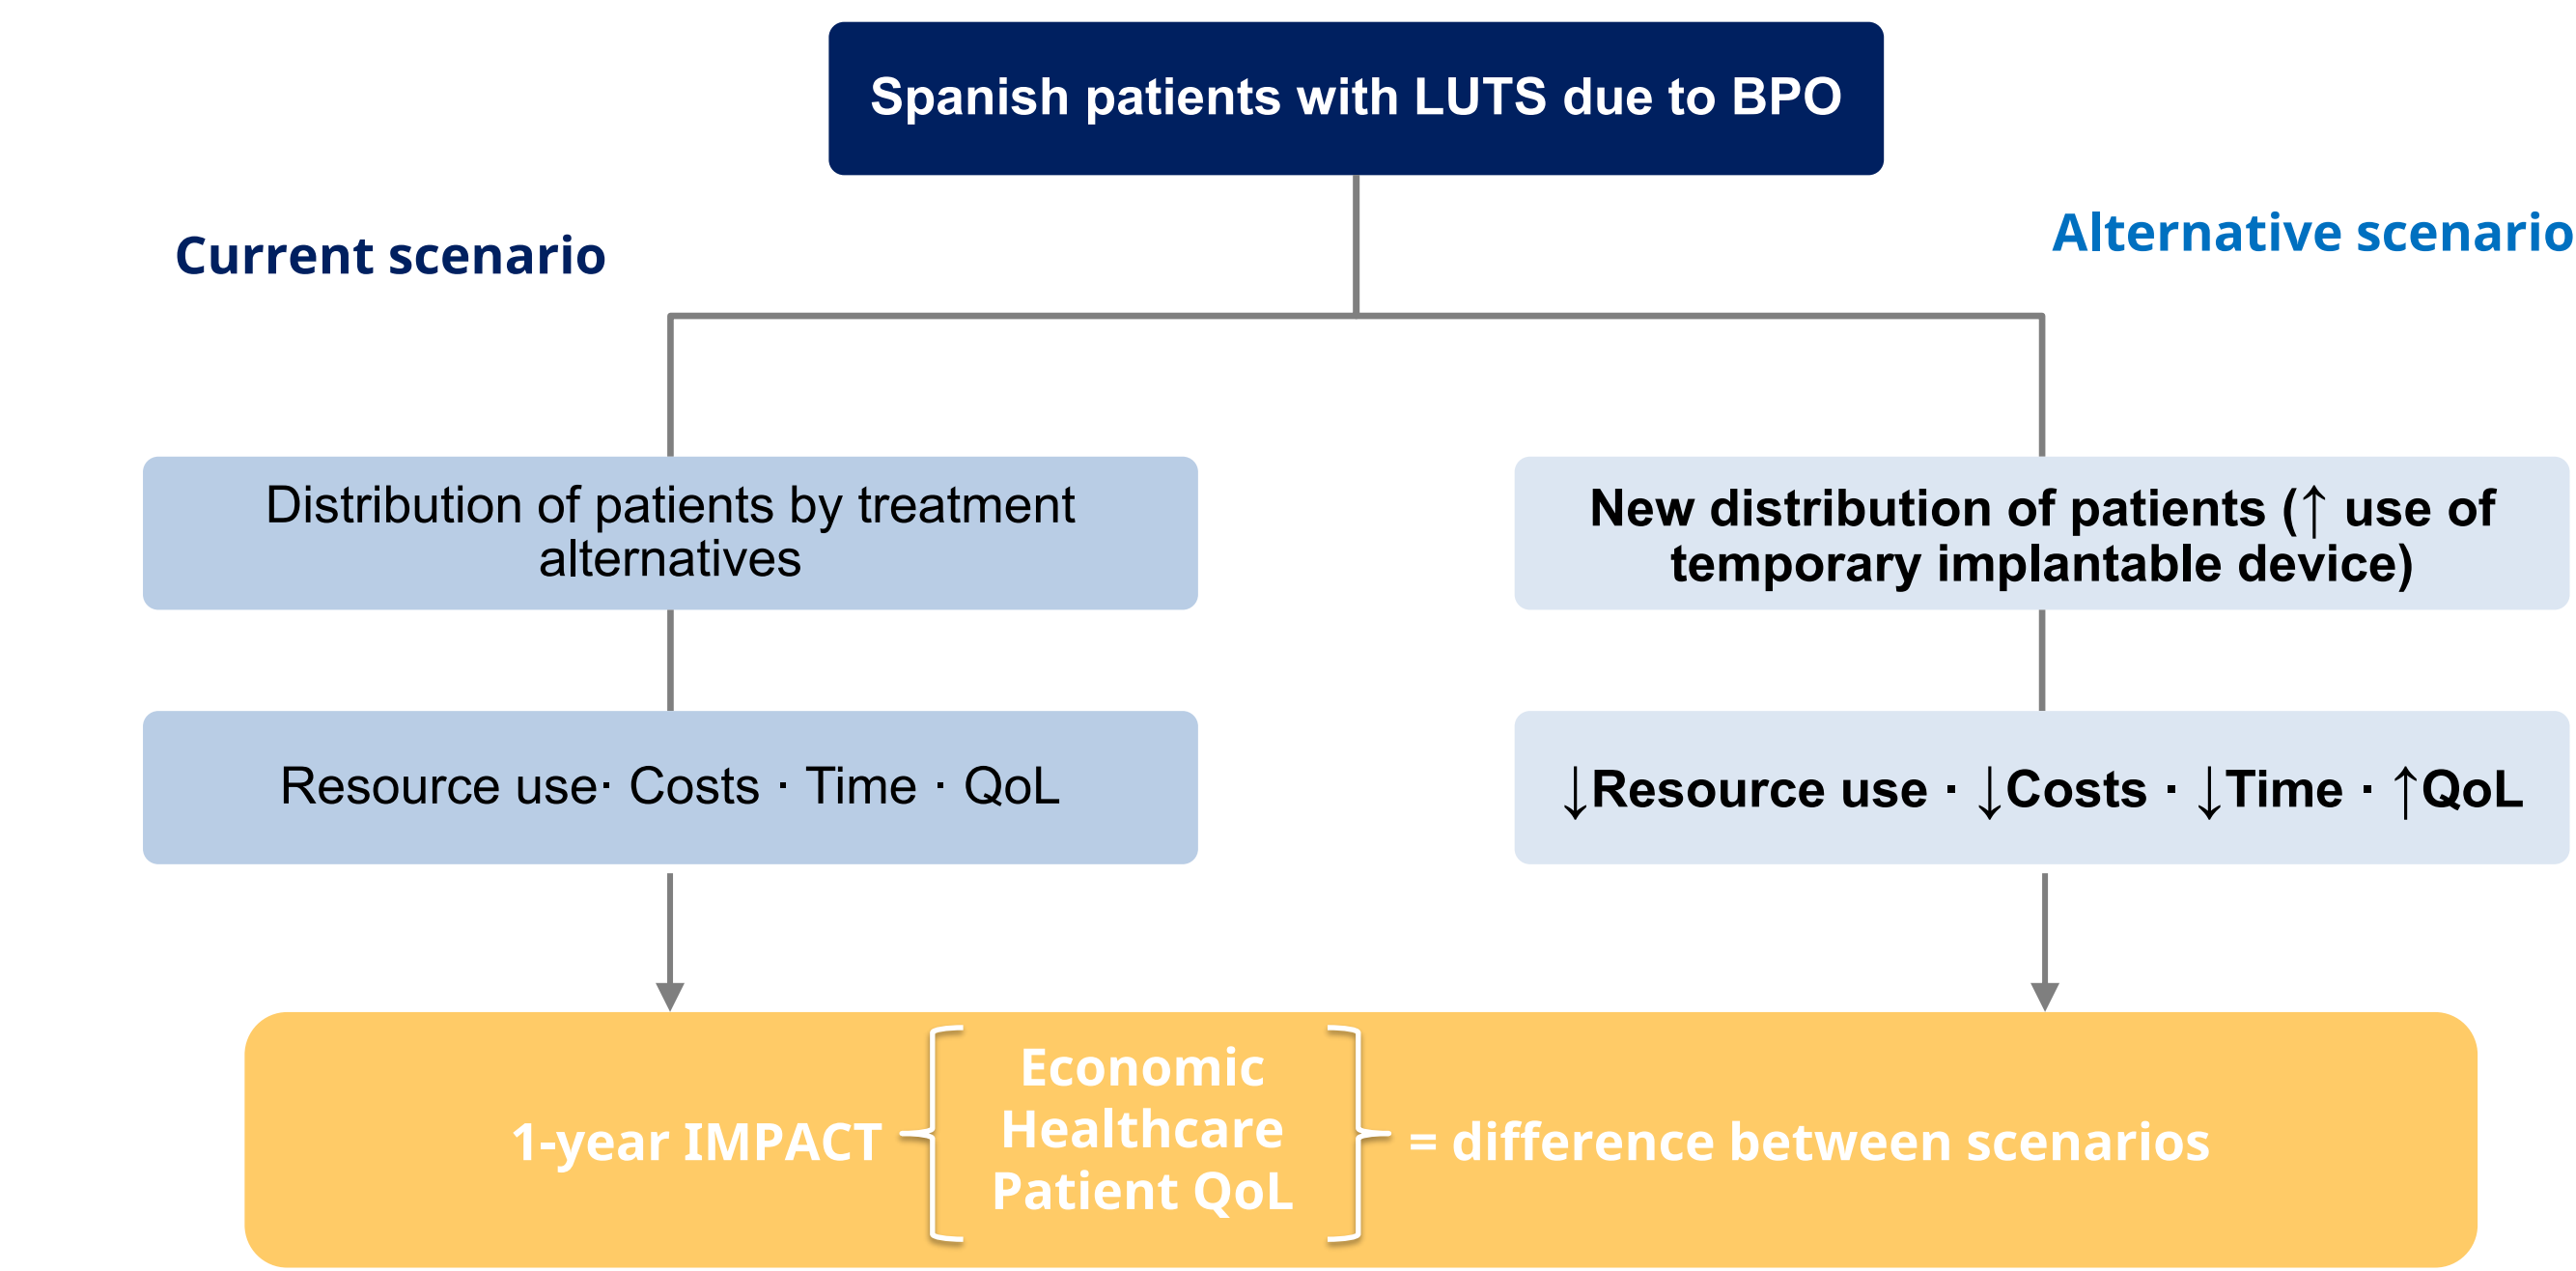 Spanish patients with LUTS due to BPO
Current scenario
Alternative scenario
Distribution of patients by treatment
alternatives
New distribution of patients (↑ use of
temporary implantable device)
Resource use· Costs · Time · QoL
↓Resource use · ↓Costs · ↓Time · ↑QoL
1-year IMPACT
Economic
Healthcare
Patient QoL
= difference between scenarios